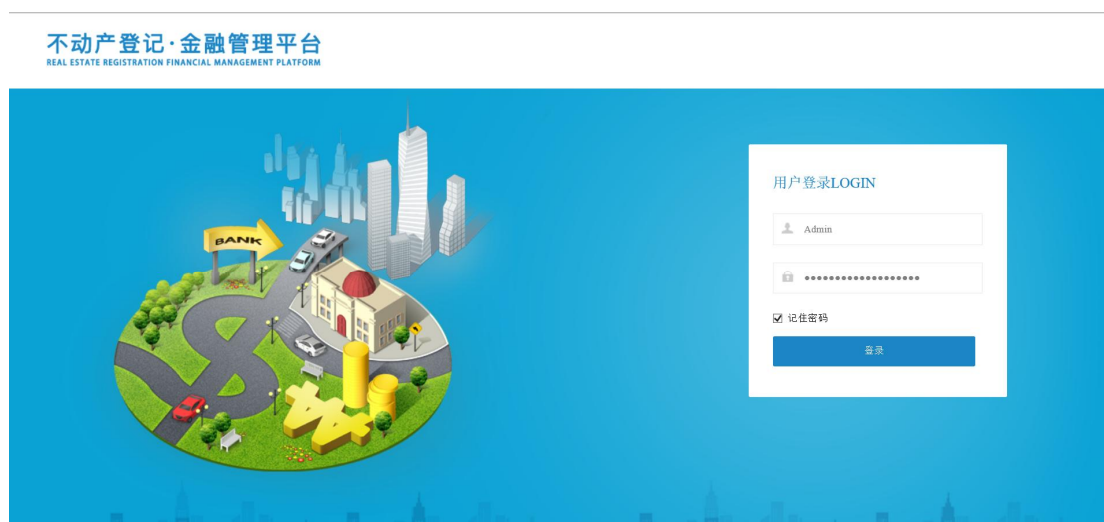 不动产登记·金融管理平台
REAL ESTATE REGISTRATION FINANCIAL MANAGEMENT PLATFORM
BANK
用户登录LOGIN
Admin
记住密码
登录